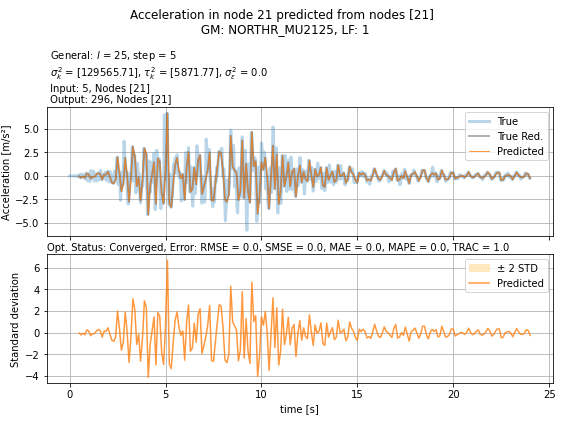 Acceleration in node 21 predicted from nodes [21]
GM: NORTHR_MU2125, LF: 1
General: l = 25, step = 5
σ²ₖ = [129565.71], τ²ₖ = [5871.77], σ²ε = 0.0
Input: 5, Nodes [21]
Output: 296, Nodes [21]
Acceleration [m/s²]
5.0
2.5
0.0
−2.5
−5.0
True
True Red.
Predicted
Opt. Status: Converged, Error: RMSE = 0.0, SMSE = 0.0, MAE = 0.0, MAPE = 0.0, TRAC = 1.0
Standard deviation
6
4
2
0
−2
−4
± 2 STD
Predicted
0 5 10 15 20 25
time [s]